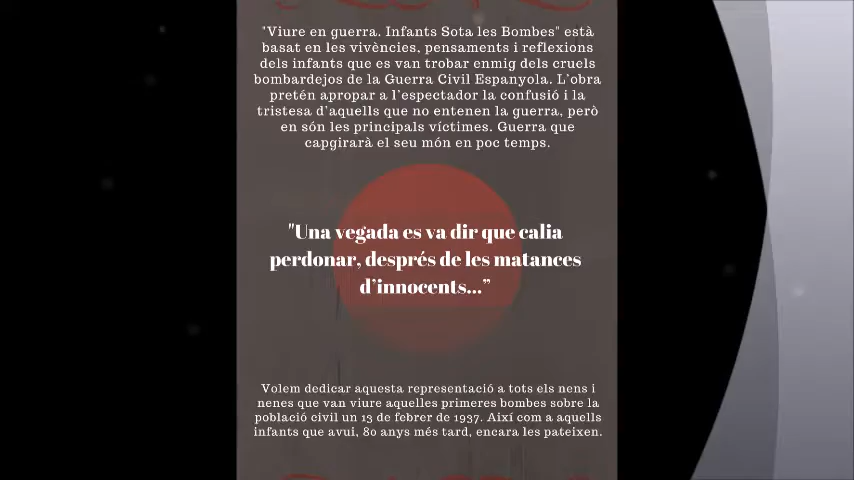 "Viure en guerra. Infants Sota les Bombes" està
basat en les vivències, pensaments i reflexions
dels infants que es van trobar enmig dels cruels
bombardejos de la Guerra Civil Espanyola. L'obra
pretén apropar a l'espectador la confusió i la
tristesa d'aquells que no entenen la guerra, però
en són les principals víctimes. Guerra que
capgirarà el seu món en poc temps.
"Una vegada es va dir que calia
perdonar, després de les matances
d'innocents..."
Volem dedicar aquesta representació a tots els nens i
nenes que van viure aquelles primeres bombes sobre la
població civil un 13 de febrer de 1937. Així com a aquells
infants que avui, 80 anys més tard, encara les pateixen.